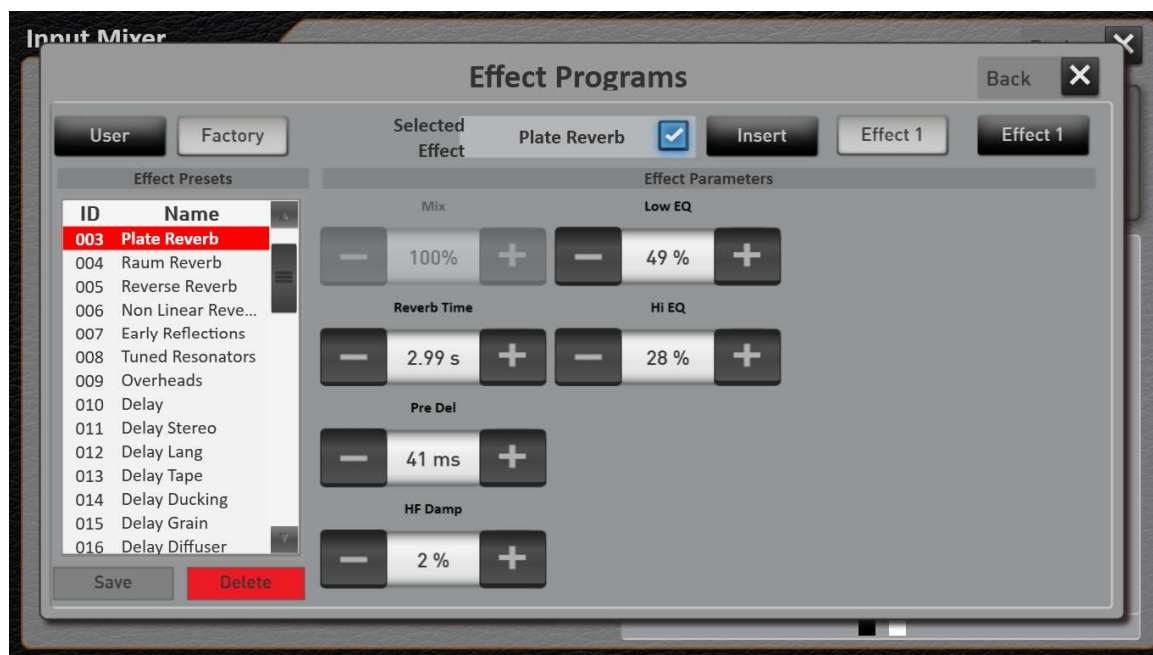 Input Mixer
Effect Programs
Back
User
Factory
Selected
Effect
Plate Reverb
Insert
Effect 1
Effect 1
Effect Presets
Effect Parameters
ID Name
003 Plate Reverb
004 Raum Reverb
005 Reverse Reverb
006 Non Linear Reve...
007 Early Reflections
008 Tuned Resonators
009 Overheads
010 Delay
011 Delay Stereo
012 Delay Lang
013 Delay Tape
014 Delay Ducking
015 Delay Grain
016 Delay Diffuser
Save
Delete
Mix
100%
Low EQ
49 %
Reverb Time
2.99 s
Hi EQ
28 %
Pre Del
41 ms
HF Damp
2 %